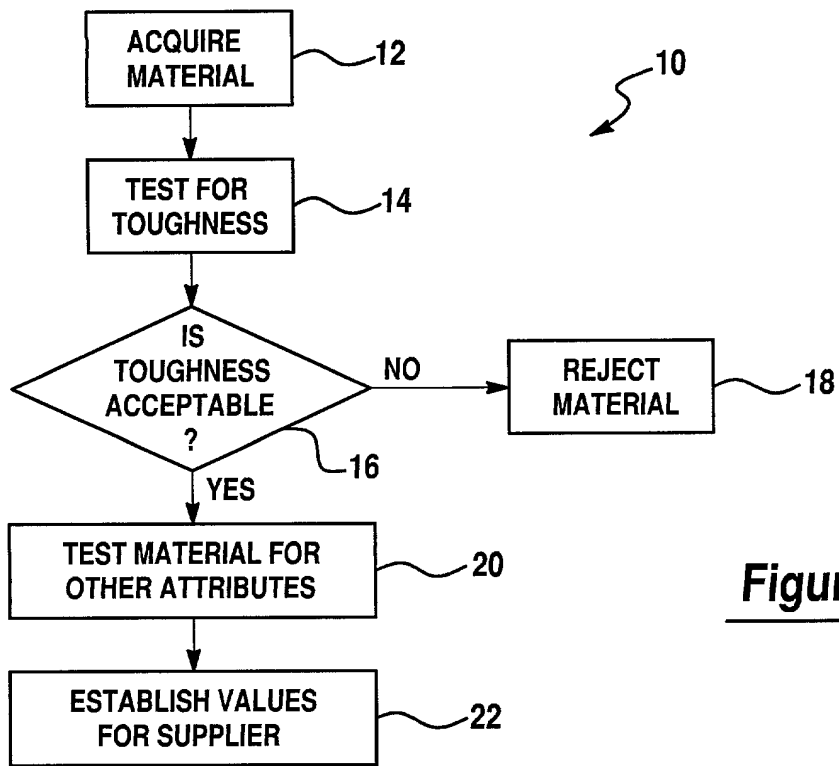 ACQUIRE
MATERIAL
12
10
TEST FOR
TOUGHNESS
14
IS
TOUGHNESS
ACCEPTABLE
?
16
NO
REJECT
MATERIAL
18
YES
TEST MATERIAL FOR
OTHER ATTRIBUTES
20
ESTABLISH VALUES
FOR SUPPLIER
22
Figur